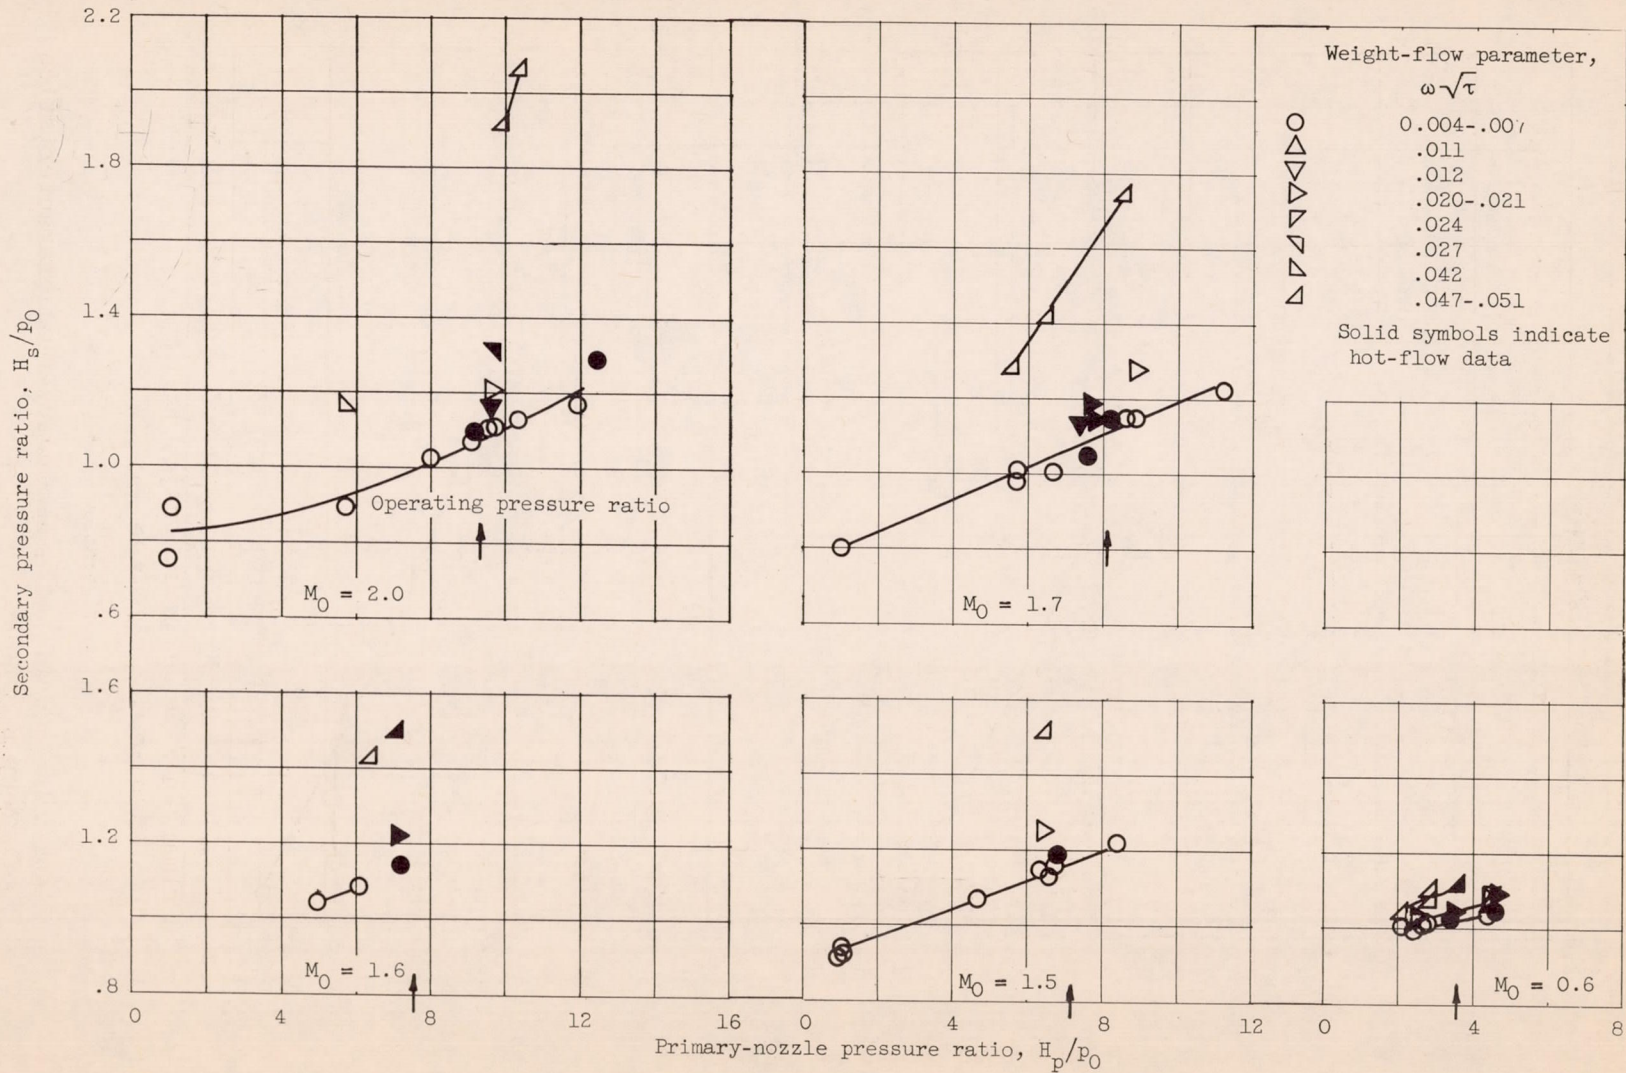 2.2
1.8
1.4
1.0
.6
Secondary pressure ratio, Hs/p0
Operating pressure ratio
M0 = 2.0
M0 = 1.7
Weight-flow parameter,
ω√τ
0.004-.007
.011
.012
.020-.021
.024
.027
.042
.047-.051
Solid symbols indicate
hot-flow data
1.6
1.2
.8
M0 = 1.6
M0 = 1.5
M0 = 0.6
0 4 8 12 16 0 4 8 12 0 4 8
Primary-nozzle pressure ratio, Hp/p0